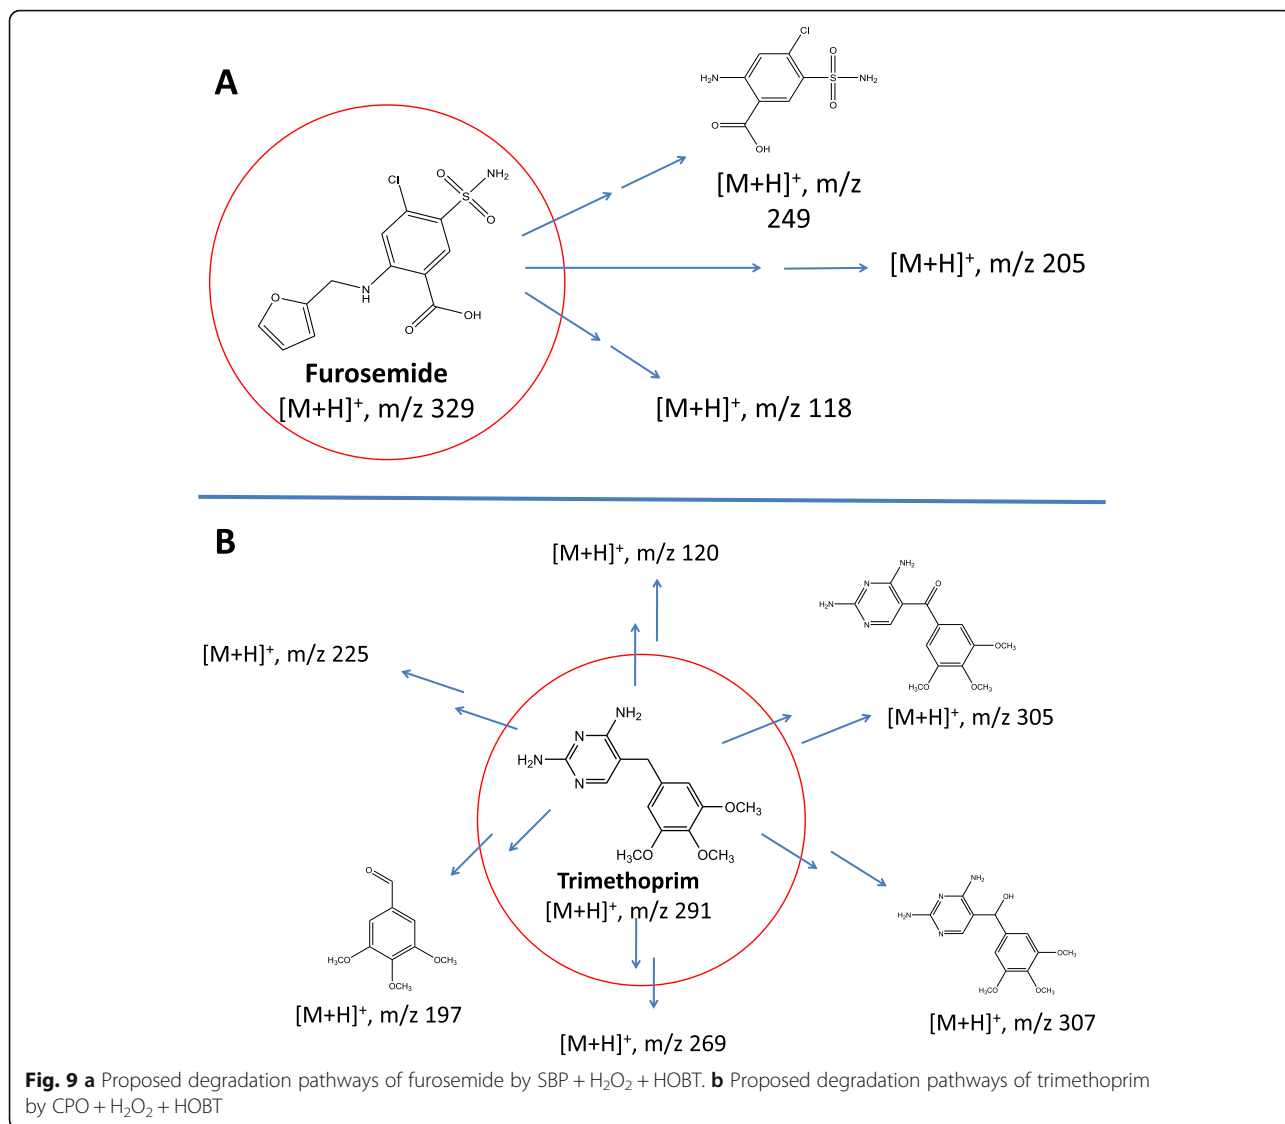 A
Cl
H₂N
O
S
NH₂
O
O
OH
[M+H]⁺, m/z
249
Cl
O
NH₂
S
O
O
N
H
O
OH
Furosemide
[M+H]⁺, m/z 329
[M+H]⁺, m/z 205
[M+H]⁺, m/z 118
B
[M+H]⁺, m/z 120
[M+H]⁺, m/z 225
NH₂
N
O
H₂N
N
OCH₃
H₃CO
OCH₃
[M+H]⁺, m/z 305
NH₂
N
H₂N
N
OCH₃
H₃CO
OCH₃
Trimethoprim
[M+H]⁺, m/z 291
O
H₃CO
OCH₃
OCH₃
[M+H]⁺, m/z 197
NH₂
OH
N
H₂N
N
OCH₃
H₃CO
OCH₃
[M+H]⁺, m/z 307
[M+H]⁺, m/z 269
Fig. 9 a Proposed degradation pathways of furosemide by SBP + H₂O₂ + HOBT. b Proposed degradation pathways of trimethoprim
by CPO + H₂O₂ + HOBT